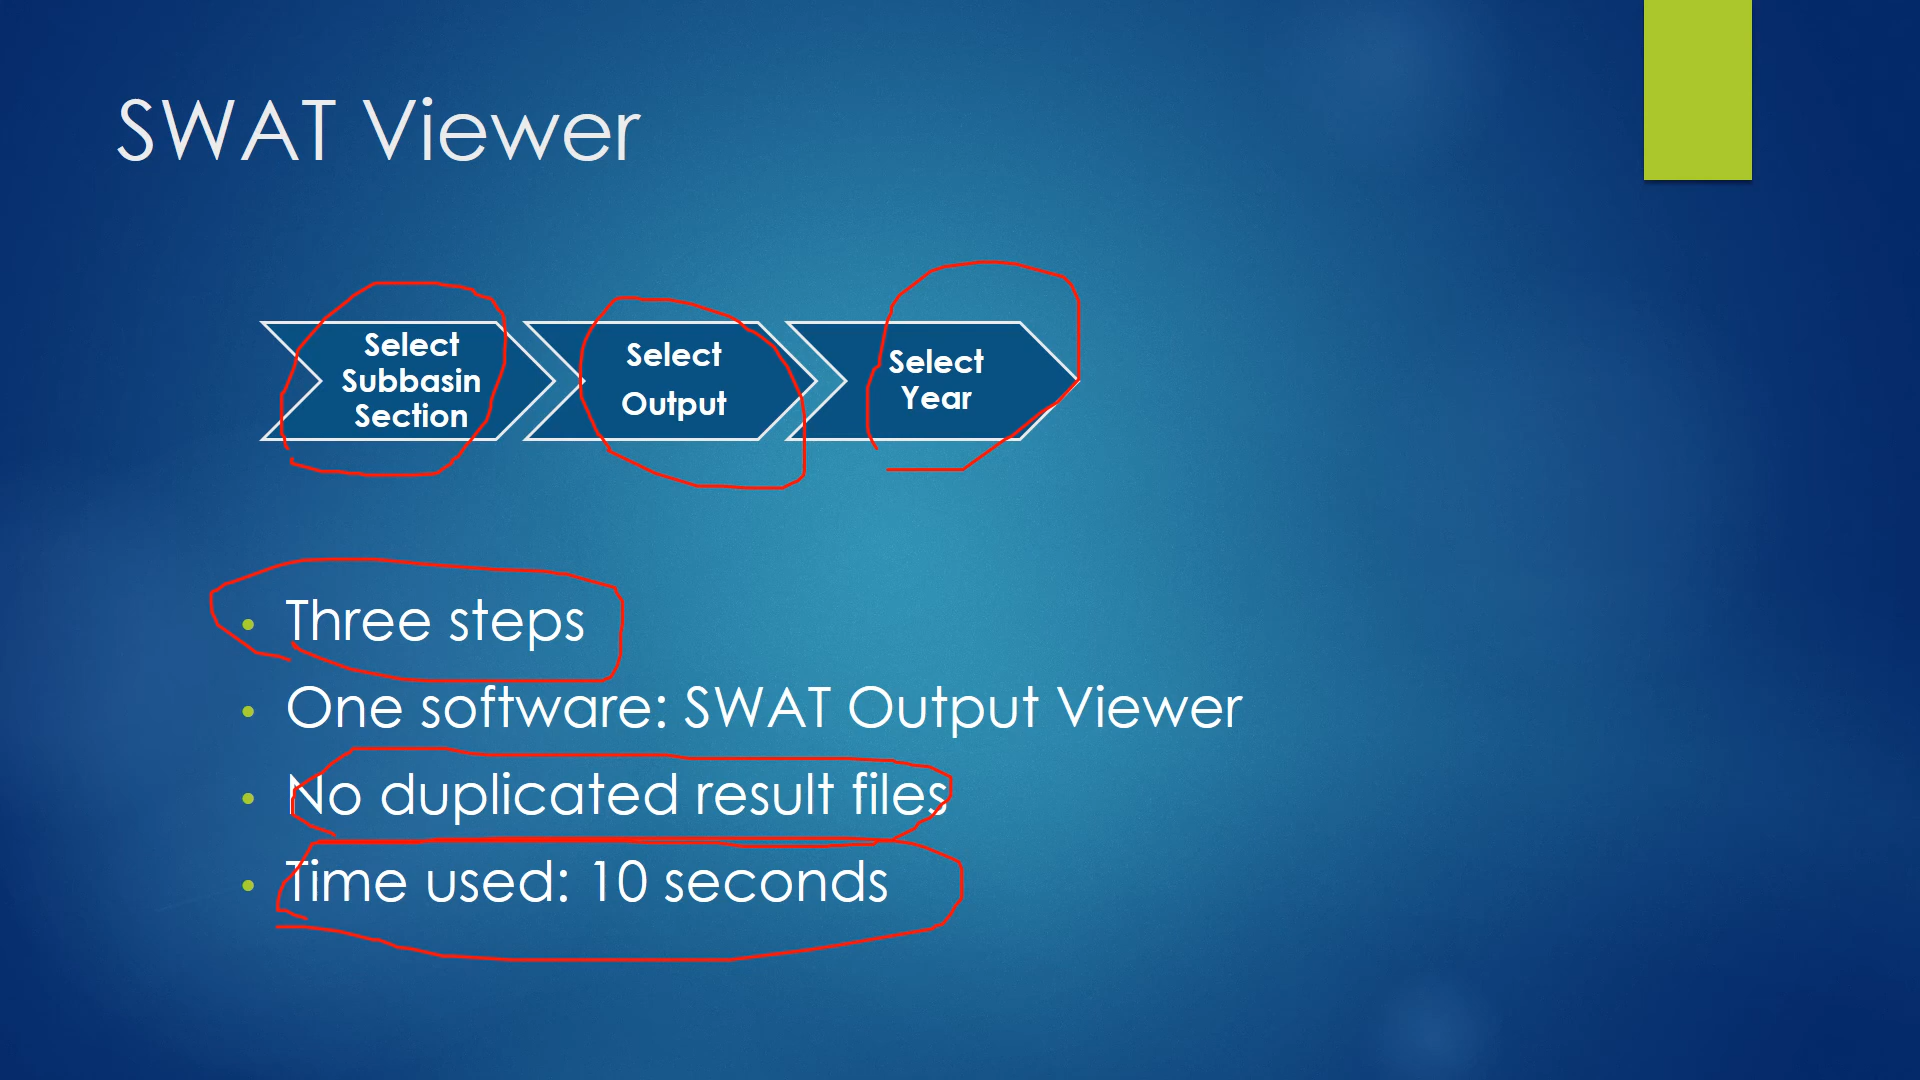 SWAT Viewer
Select
Subbasin
Section
Select
Output
Select
Year
• Three steps
• One software: SWAT Output Viewer
• No duplicated result files
• Time used: 10 seconds